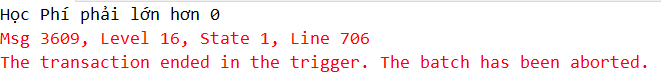 Học Phí phải lớn hơn 0
Msg 3609, Level 16, State 1, Line 706
The transaction ended in the trigger. The batch has been aborted.